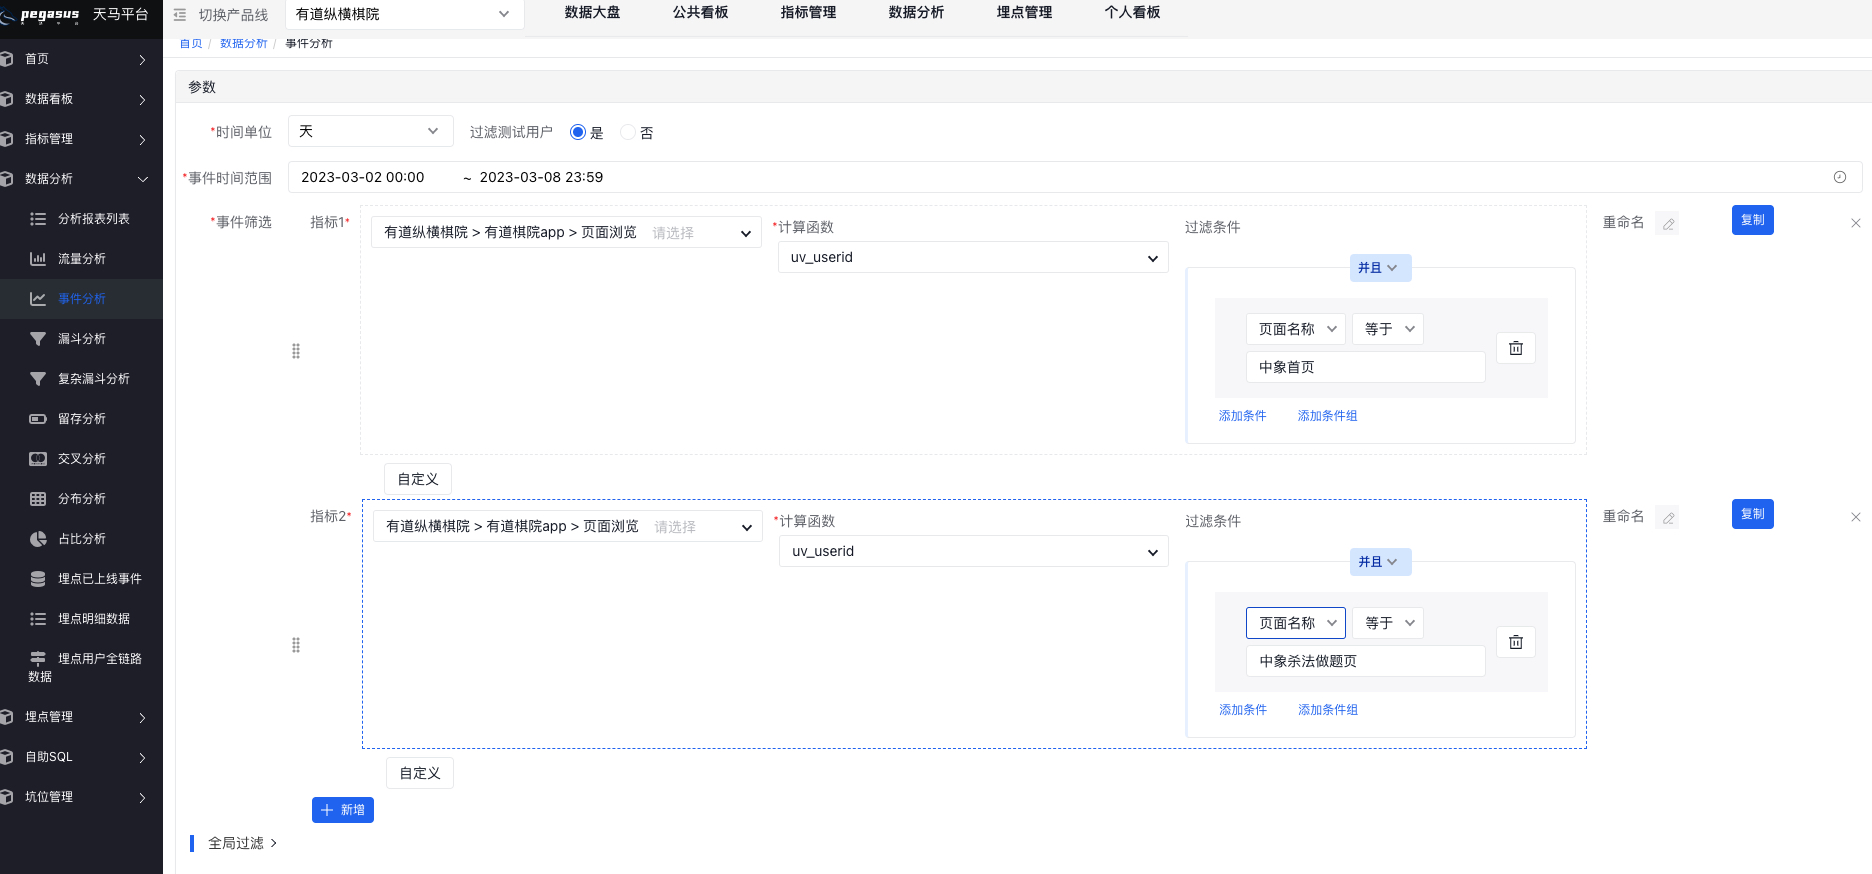 pegasus 天马平台
切换产品线 有道纵横棋院 数据大盘 公共看板 指标管理 数据分析 埋点管理 个人看板
首页 / 数据分析 / 事件分析
首页
数据看板
指标管理
数据分析
分析报表列表
流量分析
事件分析
漏斗分析
复杂漏斗分析
留存分析
交叉分析
分布分析
占比分析
埋点已上线事件
埋点明细数据
埋点用户全链路
数据
埋点管理
自助SQL
坑位管理
参数
*时间单位 天 过滤测试用户 是 否
*事件时间范围 2023-03-02 00:00 ~ 2023-03-08 23:59
*事件筛选 指标1* 有道纵横棋院 > 有道棋院app > 页面浏览 请选择 *计算函数 过滤条件 重命名 复制
uv_userid
并且
页面名称 等于
中象首页
添加条件 添加条件组
自定义
指标2* 有道纵横棋院 > 有道棋院app > 页面浏览 请选择 *计算函数 过滤条件 重命名 复制
uv_userid
并且
页面名称 等于
中象杀法做题页
添加条件 添加条件组
自定义
新增
全局过滤